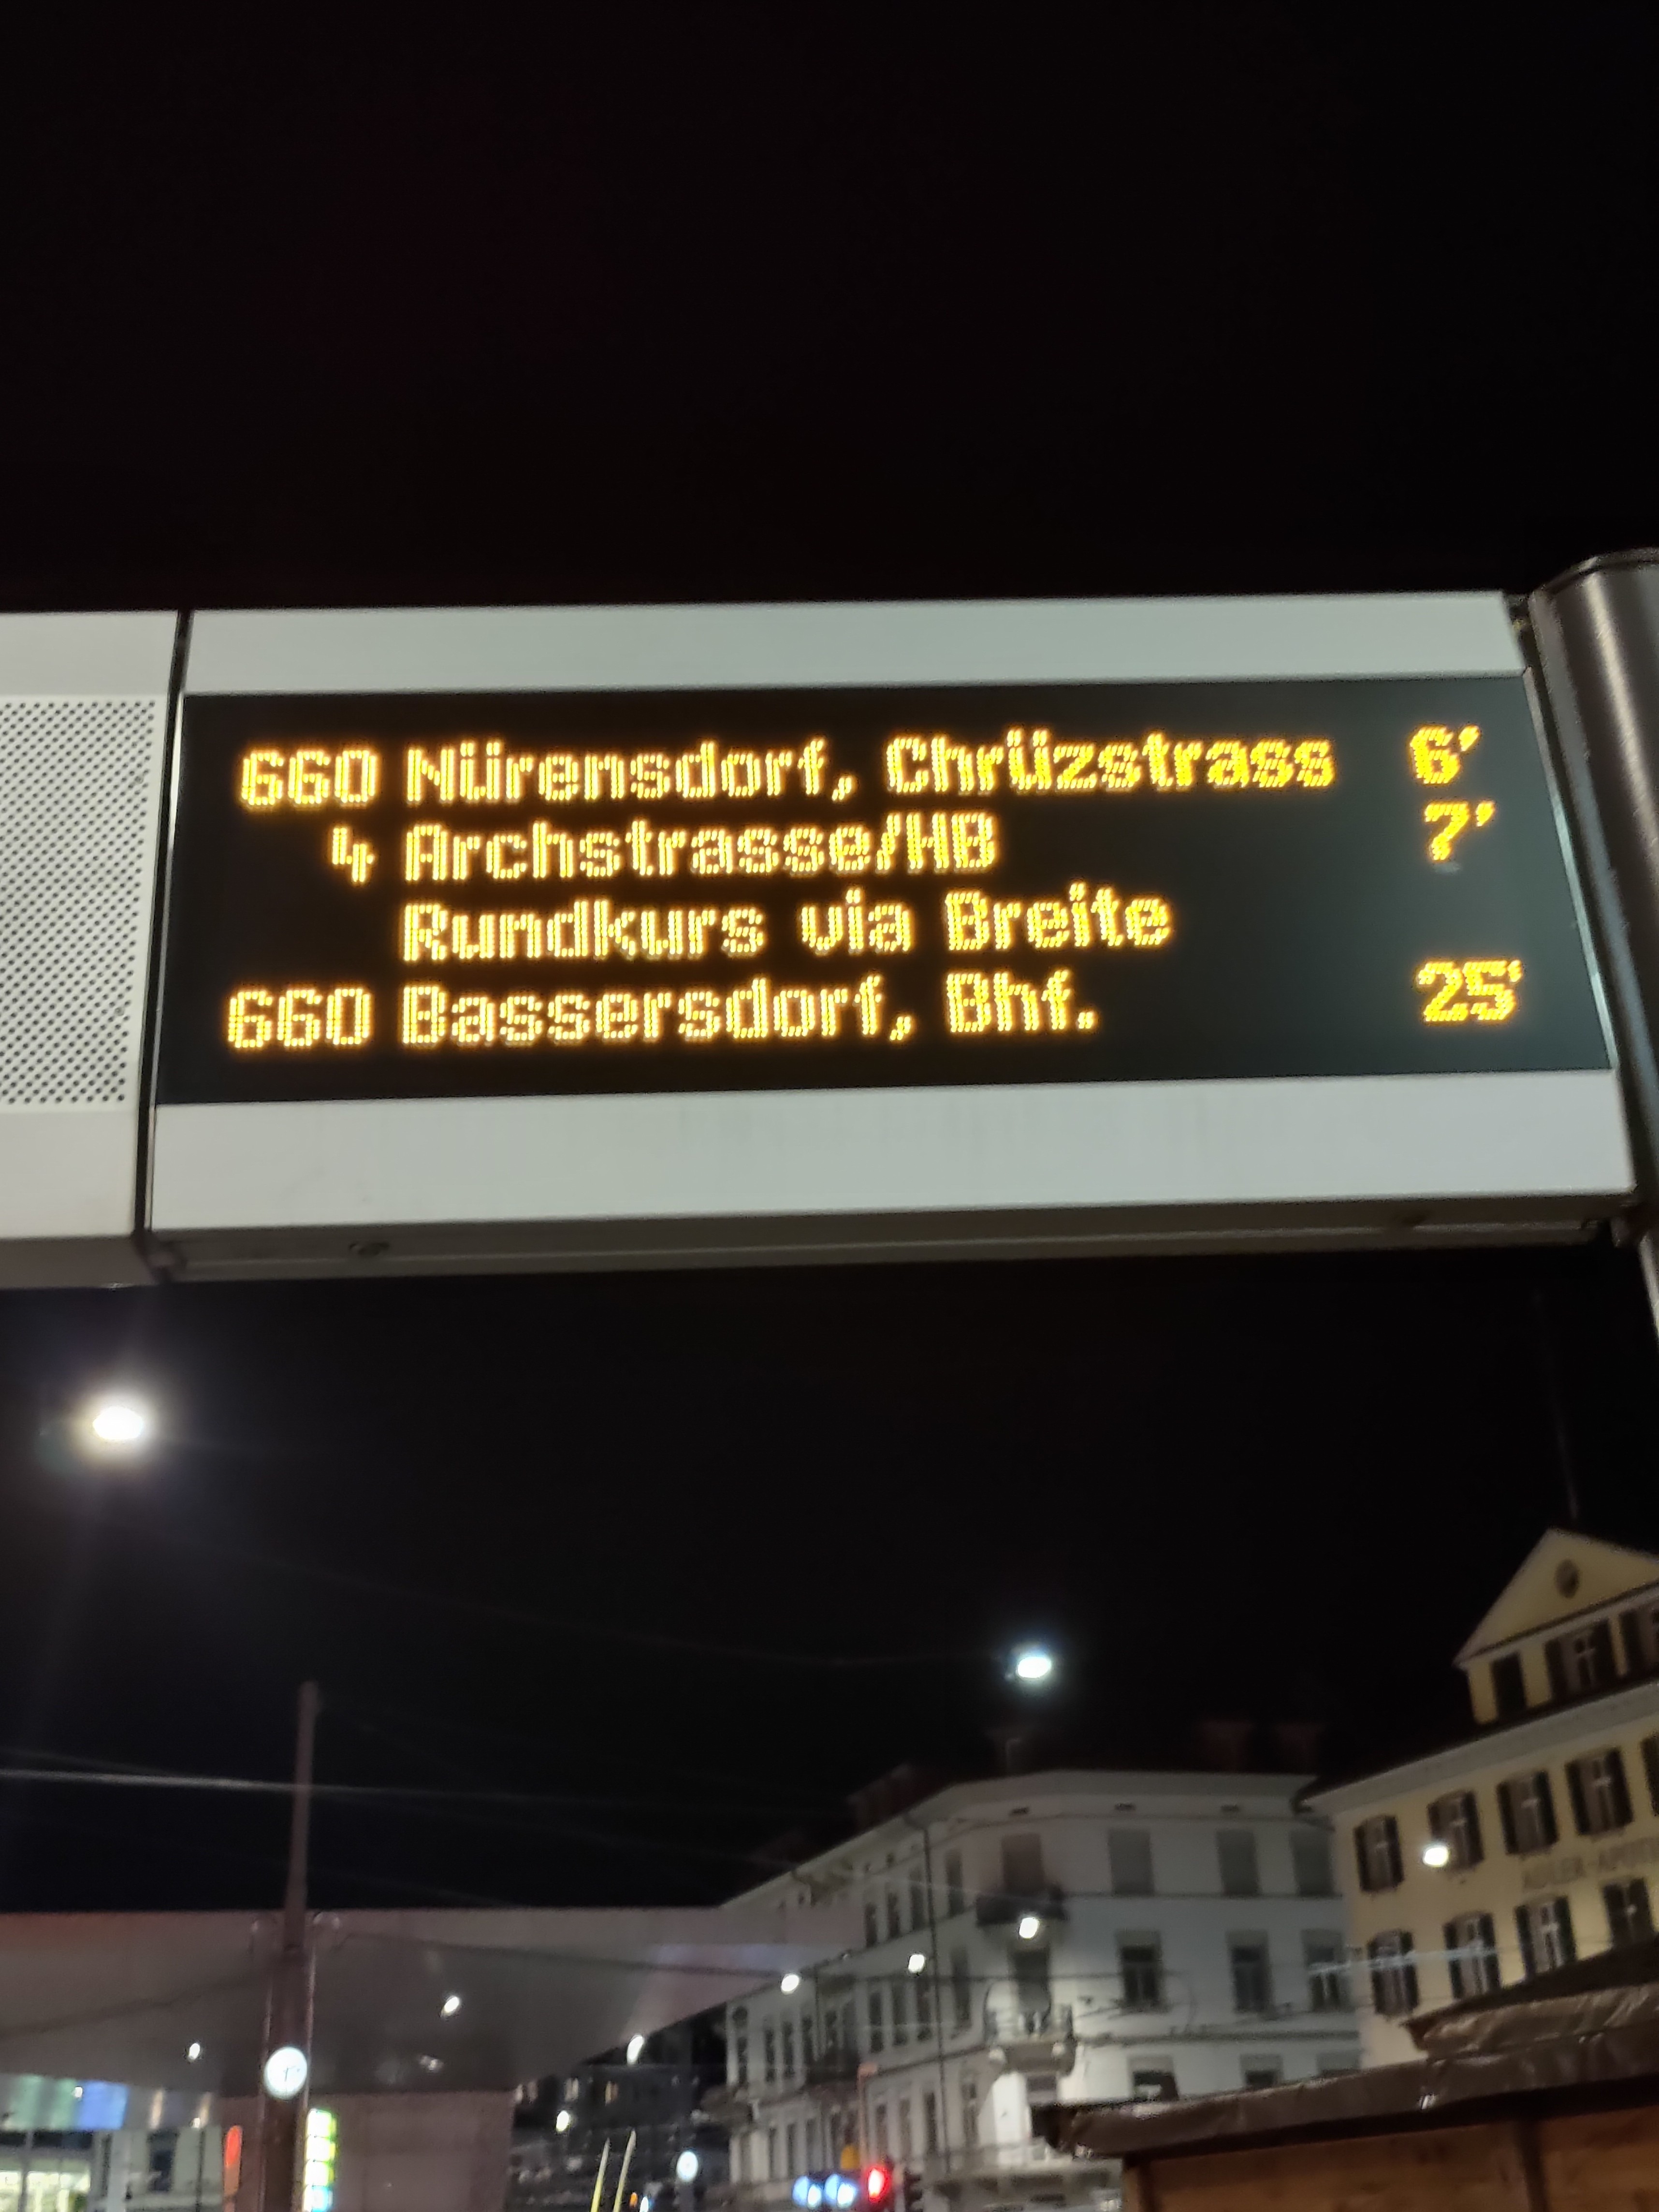 660 Nürensdorf, Chrüzstrass 6'
4 Archstrasse/HB 7'
Rundkurs via Breite
660 Bassersdorf, Bhf. 25'